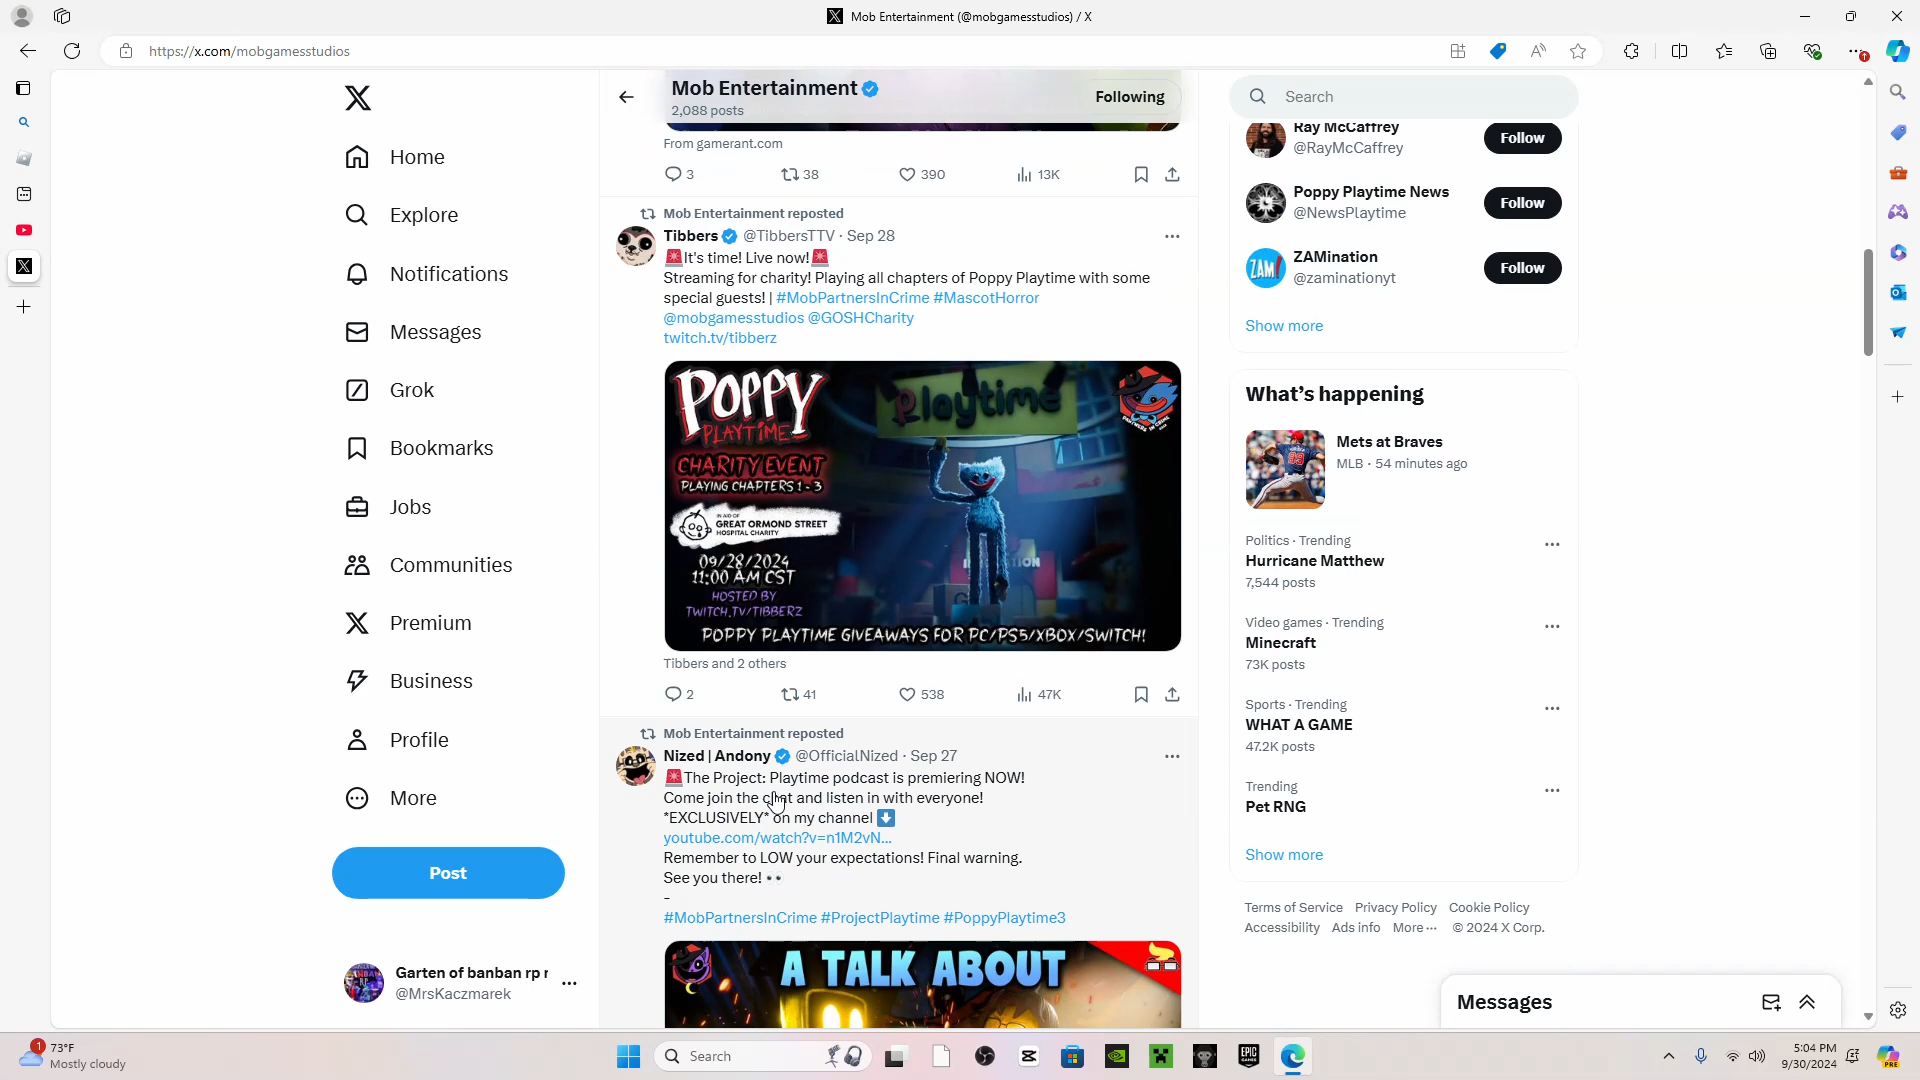 Mob Entertainment (@mobgamesstudios) / X
https://x.com/mobgamesstudios
Home
Explore
Notifications
Messages
Grok
Bookmarks
Jobs
Communities
Premium
Business
Profile
More
Post
Garten of banban rp r
@MrsKaczmarek
Mob Entertainment
2,088 posts
Following
From gamerant.com
3 38 390 13K
Mob Entertainment reposted
Tibbers @TibbersTTV · Sep 28
🚨It's time! Live now!🚨
Streaming for charity! Playing all chapters of Poppy Playtime with some
special guests! | #MobPartnersInCrime #MascotHorror
@mobgamesstudios @GOSHCharity
twitch.tv/tibberz
POPPY
PLAYTIME
CHARITY EVENT
PLAYING CHAPTERS 1 - 3
IN AID OF
GREAT ORMOND STREET
HOSPITAL CHARITY
09/28/2024
11:00 AM CST
HOSTED BY
TWITCH.TV/TIBBERZ
Playtime
PARTNERS IN CRIME
POPPY PLAYTIME GIVEAWAYS FOR PC/PS5/XBOX/SWITCH!
Tibbers and 2 others
2 41 538 47K
Mob Entertainment reposted
Nized | Andony @OfficialNized · Sep 27
🚨The Project: Playtime podcast is premiering NOW!
Come join the chat and listen in with everyone!
*EXCLUSIVELY* on my channel ⬇️
youtube.com/watch?v=n1M2vN...
Remember to LOW your expectations! Final warning.
See you there! 👀
-
#MobPartnersInCrime #ProjectPlaytime #PoppyPlaytime3
A TALK ABOUT
Search
Ray McCaffrey
@RayMcCaffrey
Follow
Poppy Playtime News
@NewsPlaytime
Follow
ZAM!
ZAMination
@zaminationyt
Follow
Show more
What's happening
Mets at Braves
MLB · 54 minutes ago
Politics · Trending
Hurricane Matthew
7,544 posts
Video games · Trending
Minecraft
73K posts
Sports · Trending
WHAT A GAME
47.2K posts
Trending
Pet RNG
Show more
Terms of Service Privacy Policy Cookie Policy
Accessibility Ads info More ··· © 2024 X Corp.
Messages
1
73°F
Mostly cloudy
Search
EPIC
GAMES
5:04 PM
9/30/2024
PRE